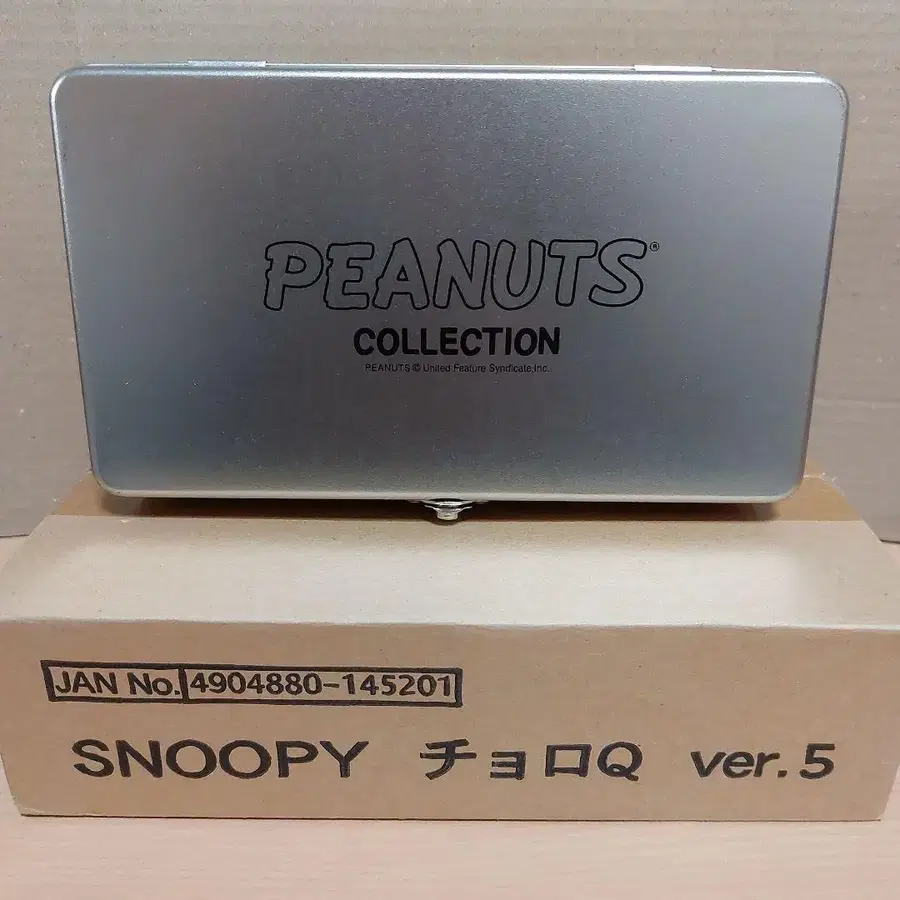 PEANUTS®
COLLECTION
PEANUTS © United Feature Syndicate, Inc.
JAN No. 4904880-145201
SNOOPY チョロQ ver.5